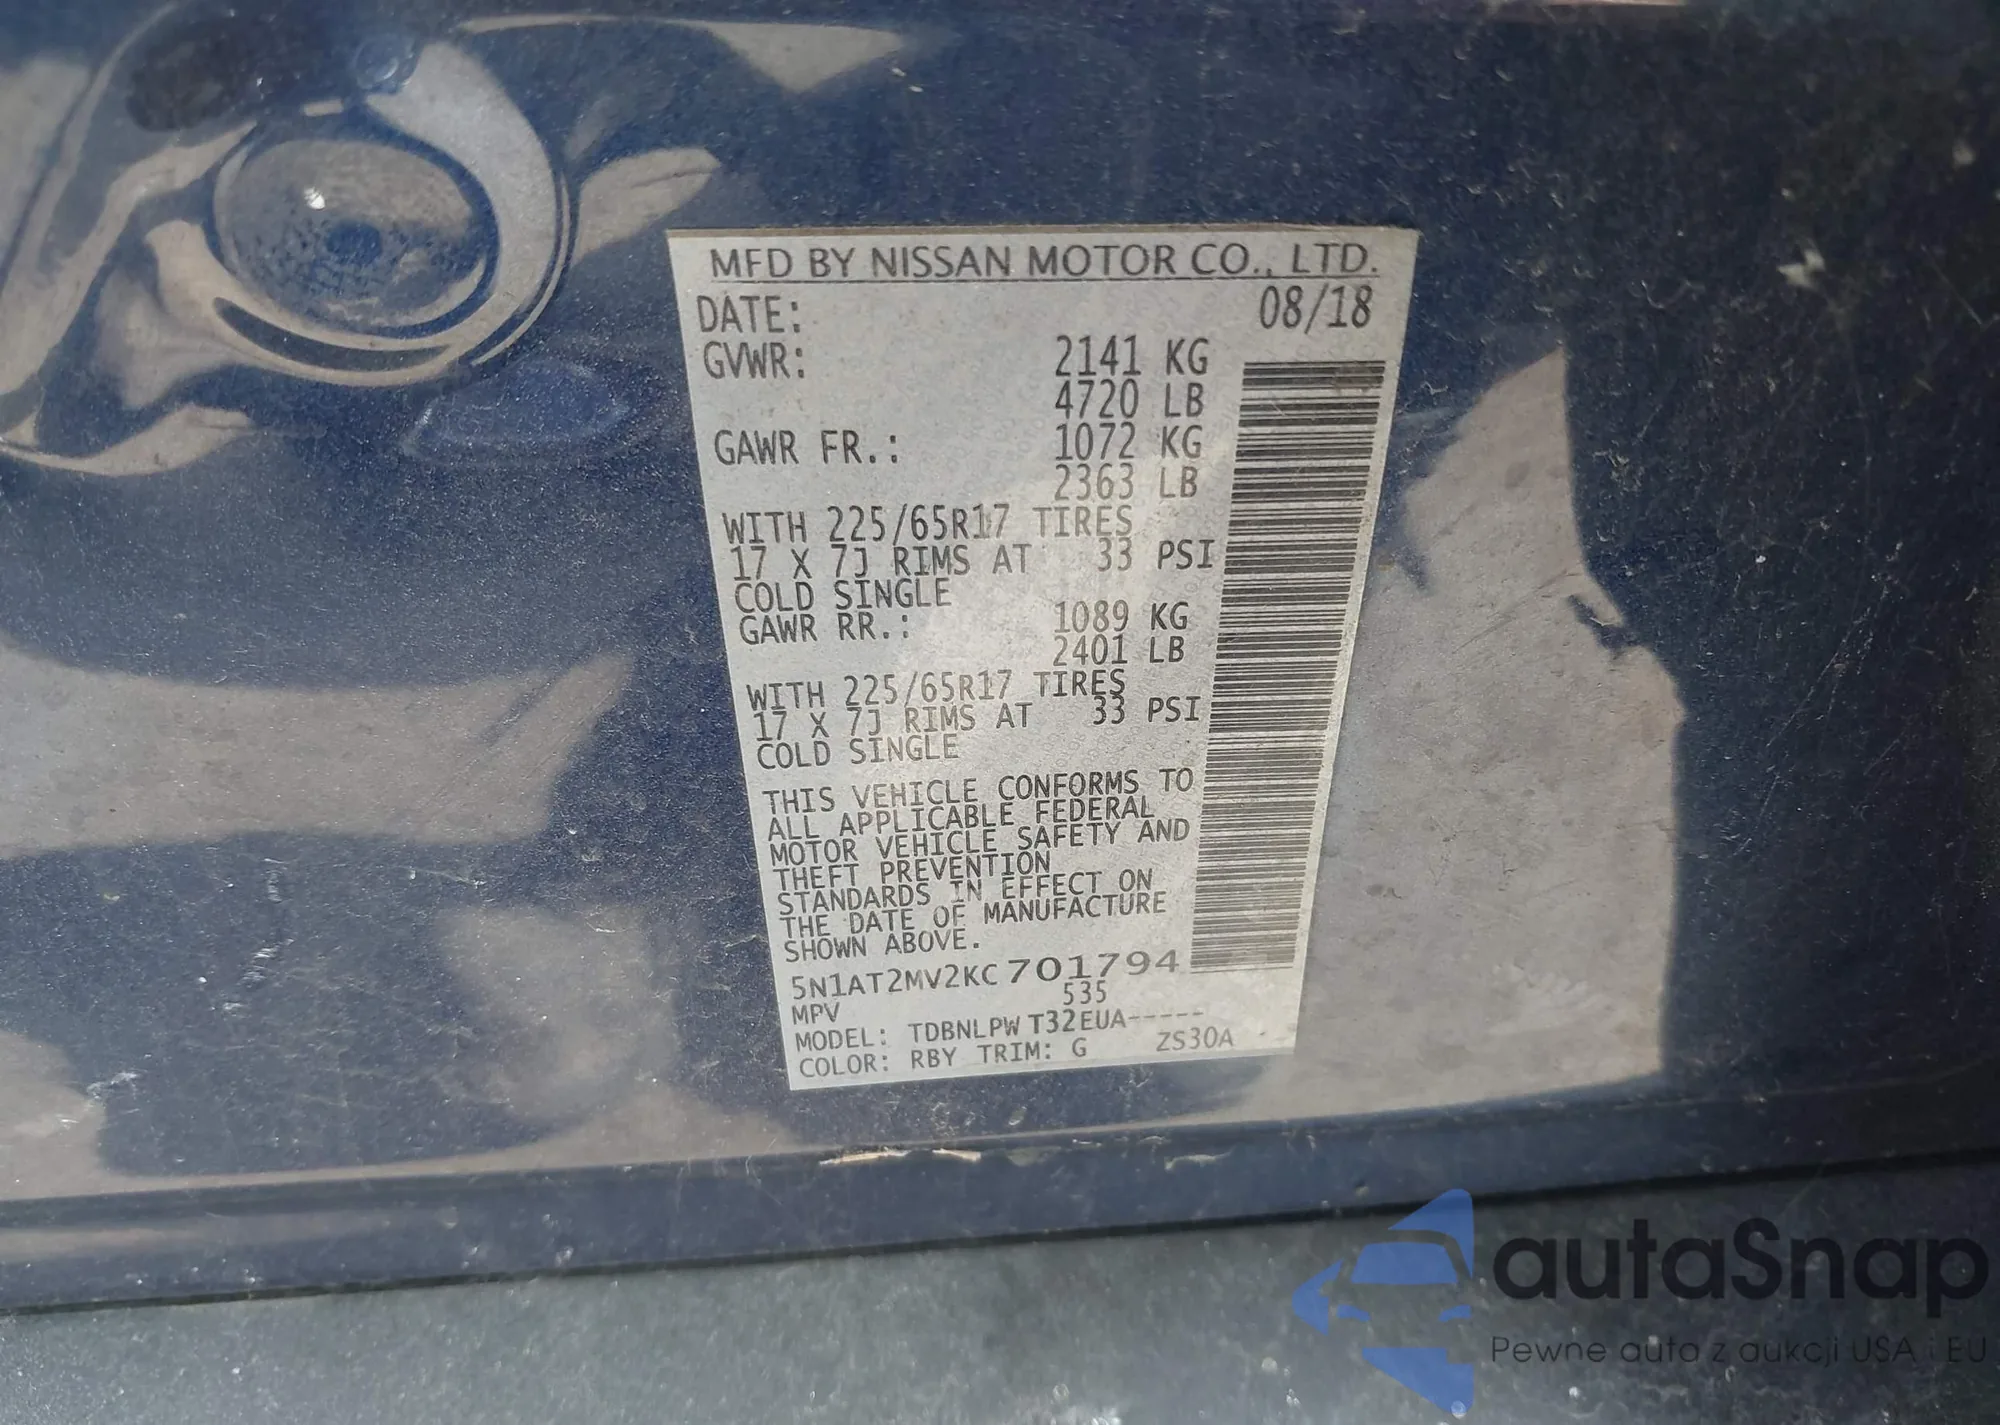 MFD BY NISSAN MOTOR CO., LTD.
DATE: 08/18
GVWR: 2141 KG
4720 LB
GAWR FR.: 1072 KG
2363 LB
WITH 225/65R17 TIRES
17 X 7J RIMS AT 33 PSI
COLD SINGLE
GAWR RR.: 1089 KG
2401 LB
WITH 225/65R17 TIRES
17 X 7J RIMS AT 33 PSI
COLD SINGLE
THIS VEHICLE CONFORMS TO
ALL APPLICABLE FEDERAL
MOTOR VEHICLE SAFETY AND
THEFT PREVENTION
STANDARDS IN EFFECT ON
THE DATE OF MANUFACTURE
SHOWN ABOVE.
5N1AT2MV2KC701794
MPV 535
MODEL: TDBNLPW T32EUA-----
COLOR: RBY TRIM: G ZS30A
autaSnap
Pewne auta z aukcji USA i EU